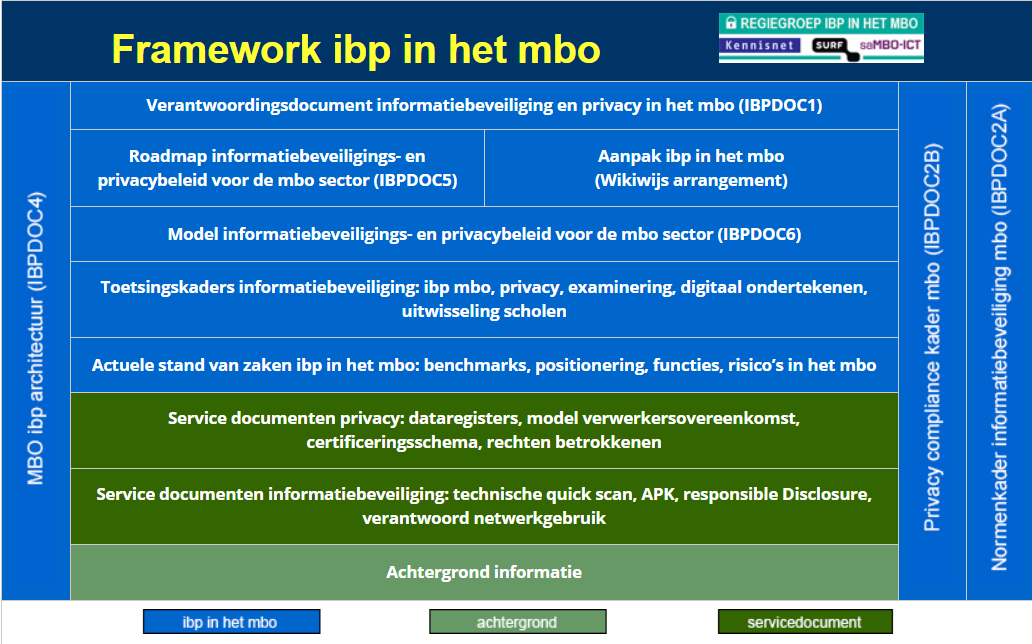 Framework ibp in het mbo
REGIEGROEP IBP IN HET MBO
Kennisnet SURF saMBO-ICT
MBO ibp architectuur (IBPDOC4)
Verantwoordingsdocument informatiebeveiliging en privacy in het mbo (IBPDOC1)
Roadmap informatiebeveiligings- en
privacybeleid voor de mbo sector (IBPDOC5)
Aanpak ibp in het mbo
(Wikiwijs arrangement)
Model informatiebeveiligings- en privacybeleid voor de mbo sector (IBPDOC6)
Toetsingskaders informatiebeveiliging: ibp mbo, privacy, examinering, digitaal ondertekenen,
uitwisseling scholen
Actuele stand van zaken ibp in het mbo: benchmarks, positionering, functies, risico’s in het mbo
Service documenten privacy: dataregisters, model verwerkersovereenkomst,
certificeringsschema, rechten betrokkenen
Service documenten informatiebeveiliging: technische quick scan, APK, responsible Disclosure,
verantwoord netwerkgebruik
Achtergrond informatie
Privacy compliance kader mbo (IBPDOC2B)
Normenkader informatiebeveiliging mbo (IBPDOC2A)
ibp in het mbo
achtergrond
servicedocument